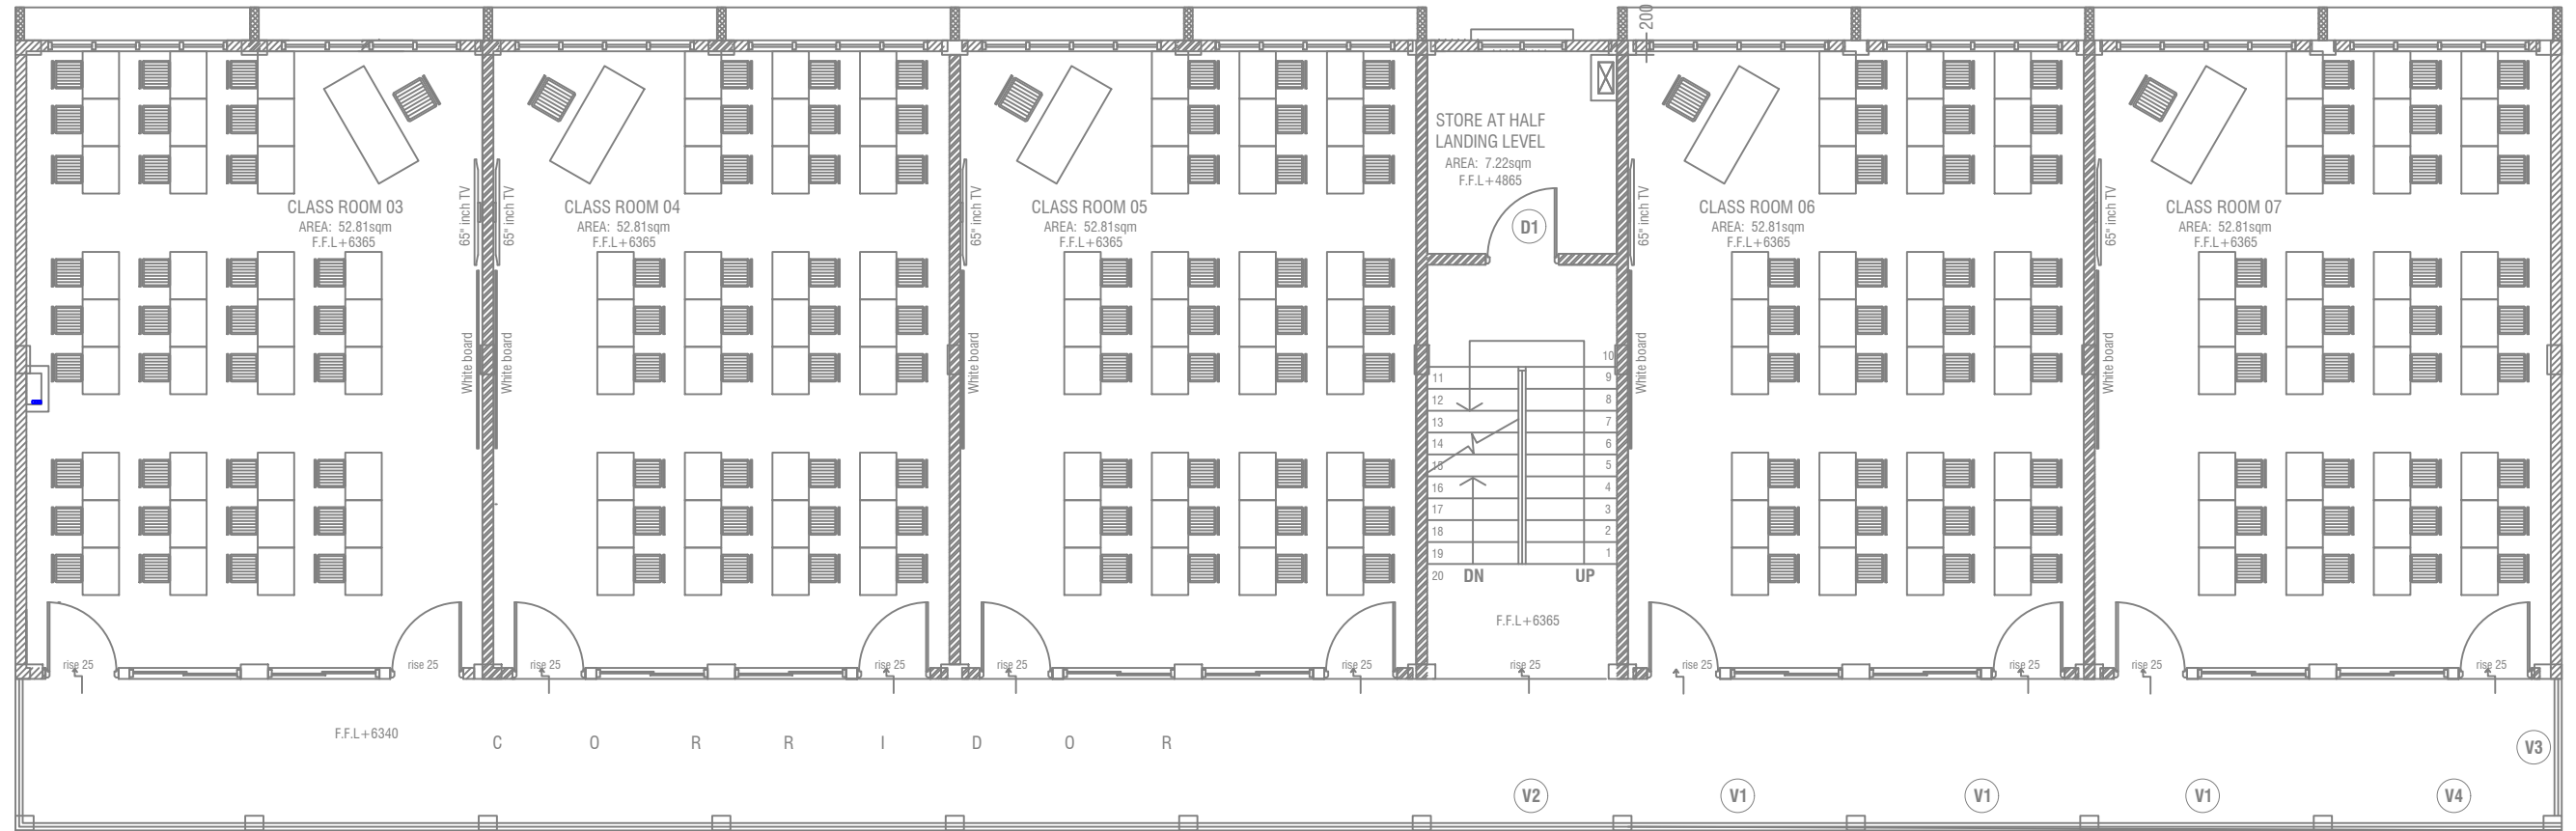 200
STORE AT HALF
LANDING LEVEL
AREA: 7.22sqm
F.F.L+4865
D1
CLASS ROOM 03
AREA: 52.81sqm
F.F.L+6365
65" inch TV
White board
65" inch TV
White board
CLASS ROOM 04
AREA: 52.81sqm
F.F.L+6365
65" inch TV
White board
CLASS ROOM 05
AREA: 52.81sqm
F.F.L+6365
65" inch TV
White board
CLASS ROOM 06
AREA: 52.81sqm
F.F.L+6365
65" inch TV
White board
CLASS ROOM 07
AREA: 52.81sqm
F.F.L+6365
10
11 9
12 8
13 7
14 6
15 5
16 4
17 3
18 2
19 1
20 DN UP
F.F.L+6365
rise 25
rise 25
rise 25
rise 25
rise 25
rise 25
rise 25
rise 25
rise 25
rise 25
rise 25
F.F.L+6340
C O R R I D O R
V3
V2
V1
V1
V1
V4